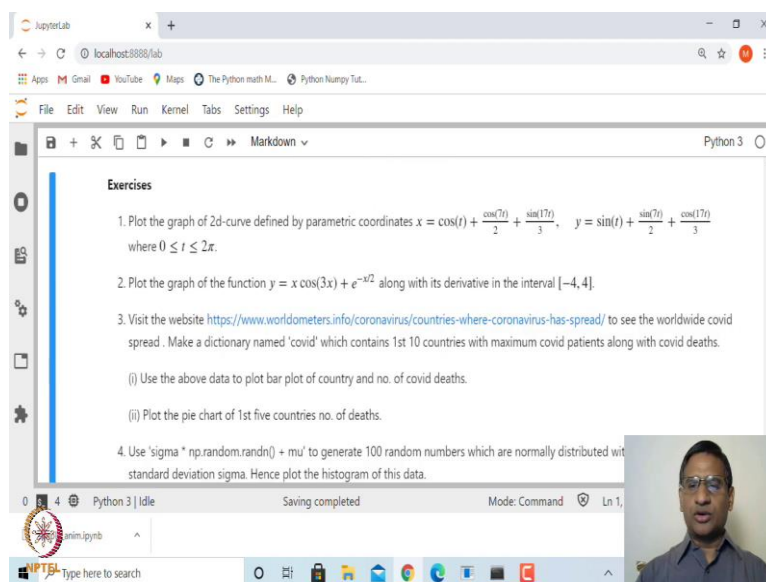 JupyterLab
localhost:8888/lab
M
Apps Gmail YouTube Maps The Python math M... Python Numpy Tut...
File Edit View Run Kernel Tabs Settings Help
Markdown Python 3
Exercises
1. Plot the graph of 2d-curve defined by parametric coordinates x = cos(t) + cos(7t)/2 + sin(17t)/3, y = sin(t) + sin(7t)/2 + cos(17t)/3
where 0 ≤ t ≤ 2π.
2. Plot the graph of the function y = x cos(3x) + e^{-x/2} along with its derivative in the interval [−4, 4].
3. Visit the website https://www.worldometers.info/coronavirus/countries-where-coronavirus-has-spread/ to see the worldwide covid
spread . Make a dictionary named 'covid' which contains 1st 10 countries with maximum covid patients along with covid deaths.
(i) Use the above data to plot bar plot of country and no. of covid deaths.
(ii) Plot the pie chart of 1st five countries no. of deaths.
4. Use 'sigma * np.random.randn() + mu' to generate 100 random numbers which are normally distributed wit
standard deviation sigma. Hence plot the histogram of this data.
0 4 Python 3 | Idle Saving completed Mode: Command Ln 1,
anim.ipynb
NPTEL Type here to search